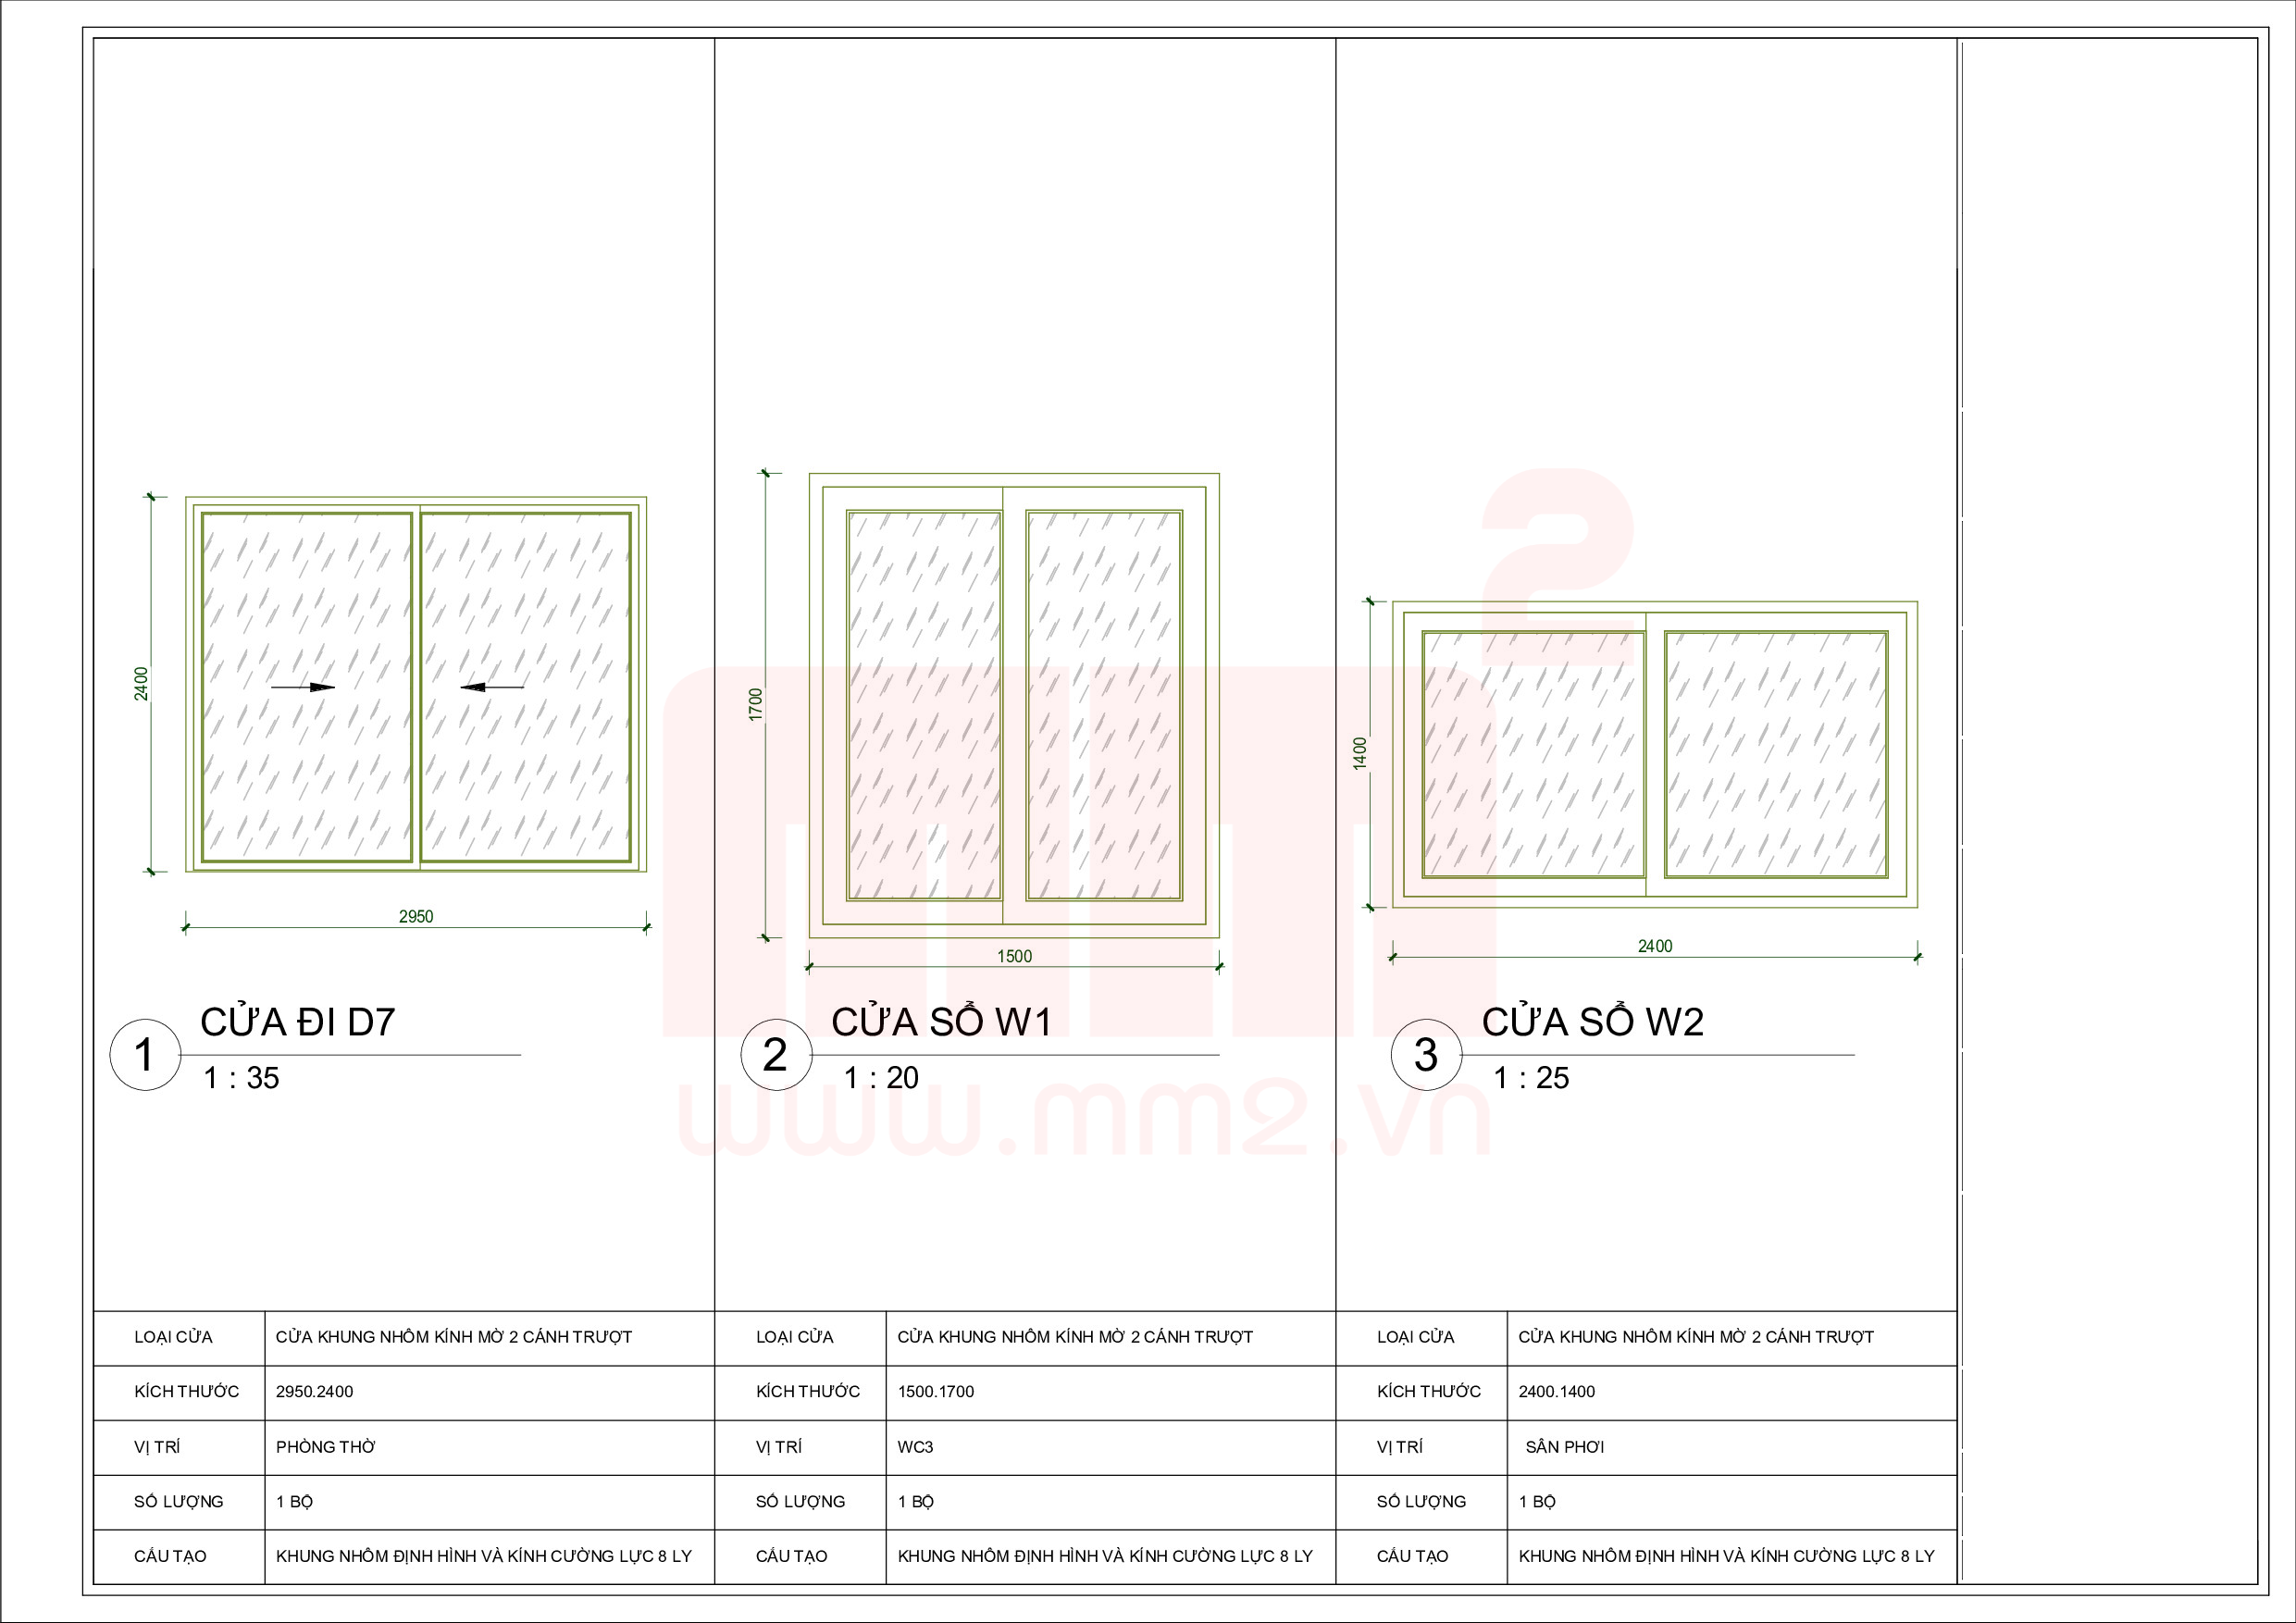 2400
2950
1
CỬA ĐI D7
1 : 35
1700
1500
2
CỬA SỔ W1
1 : 20
1400
2400
3
CỬA SỔ W2
1 : 25
mm2
www.mm2.vn
LOẠI CỬA
CỬA KHUNG NHÔM KÍNH MỜ 2 CÁNH TRƯỢT
KÍCH THƯỚC
2950.2400
VỊ TRÍ
PHÒNG THỜ
SỐ LƯỢNG
1 BỘ
CẤU TẠO
KHUNG NHÔM ĐỊNH HÌNH VÀ KÍNH CƯỜNG LỰC 8 LY
LOẠI CỬA
CỬA KHUNG NHÔM KÍNH MỜ 2 CÁNH TRƯỢT
KÍCH THƯỚC
1500.1700
VỊ TRÍ
WC3
SỐ LƯỢNG
1 BỘ
CẤU TẠO
KHUNG NHÔM ĐỊNH HÌNH VÀ KÍNH CƯỜNG LỰC 8 LY
LOẠI CỬA
CỬA KHUNG NHÔM KÍNH MỜ 2 CÁNH TRƯỢT
KÍCH THƯỚC
2400.1400
VỊ TRÍ
SÂN PHƠI
SỐ LƯỢNG
1 BỘ
CẤU TẠO
KHUNG NHÔM ĐỊNH HÌNH VÀ KÍNH CƯỜNG LỰC 8 LY